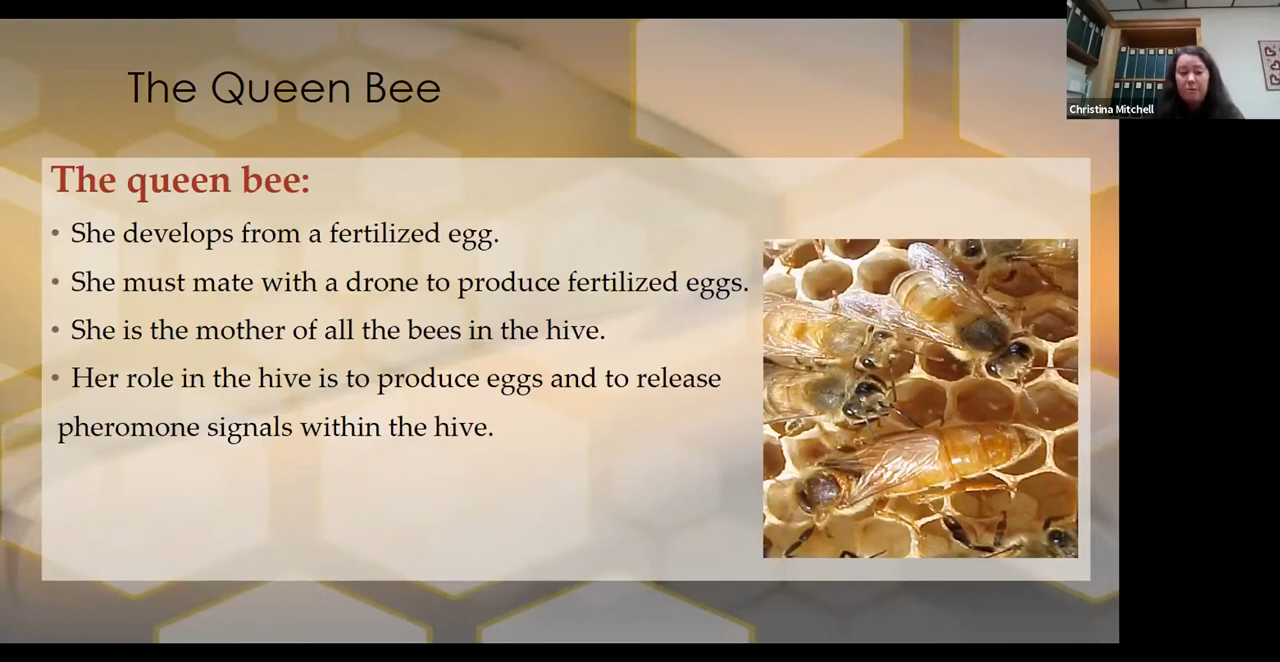 The Queen Bee
Christina Mitchell
The queen bee:
• She develops from a fertilized egg.
• She must mate with a drone to produce fertilized eggs.
• She is the mother of all the bees in the hive.
• Her role in the hive is to produce eggs and to release
pheromone signals within the hive.